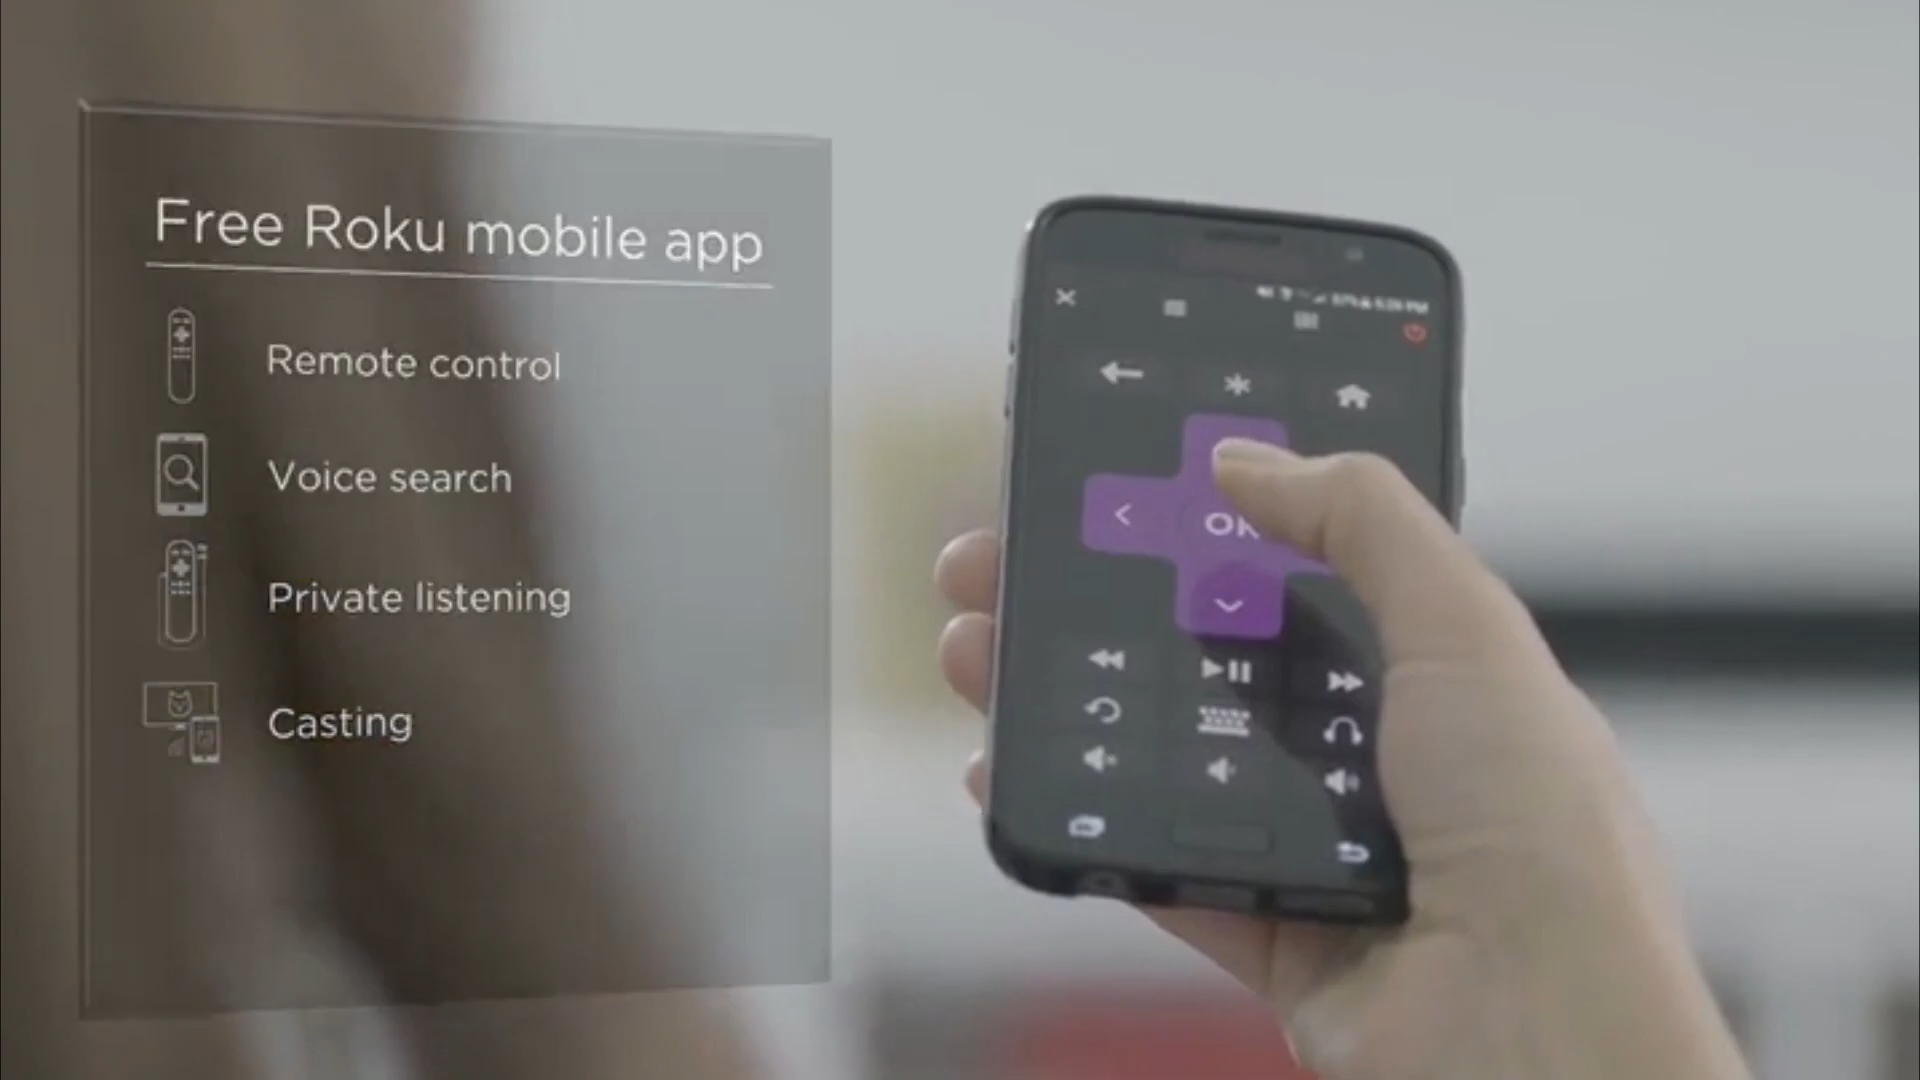 Free Roku mobile app
Remote control
Voice search
Private listening
Casting
OK